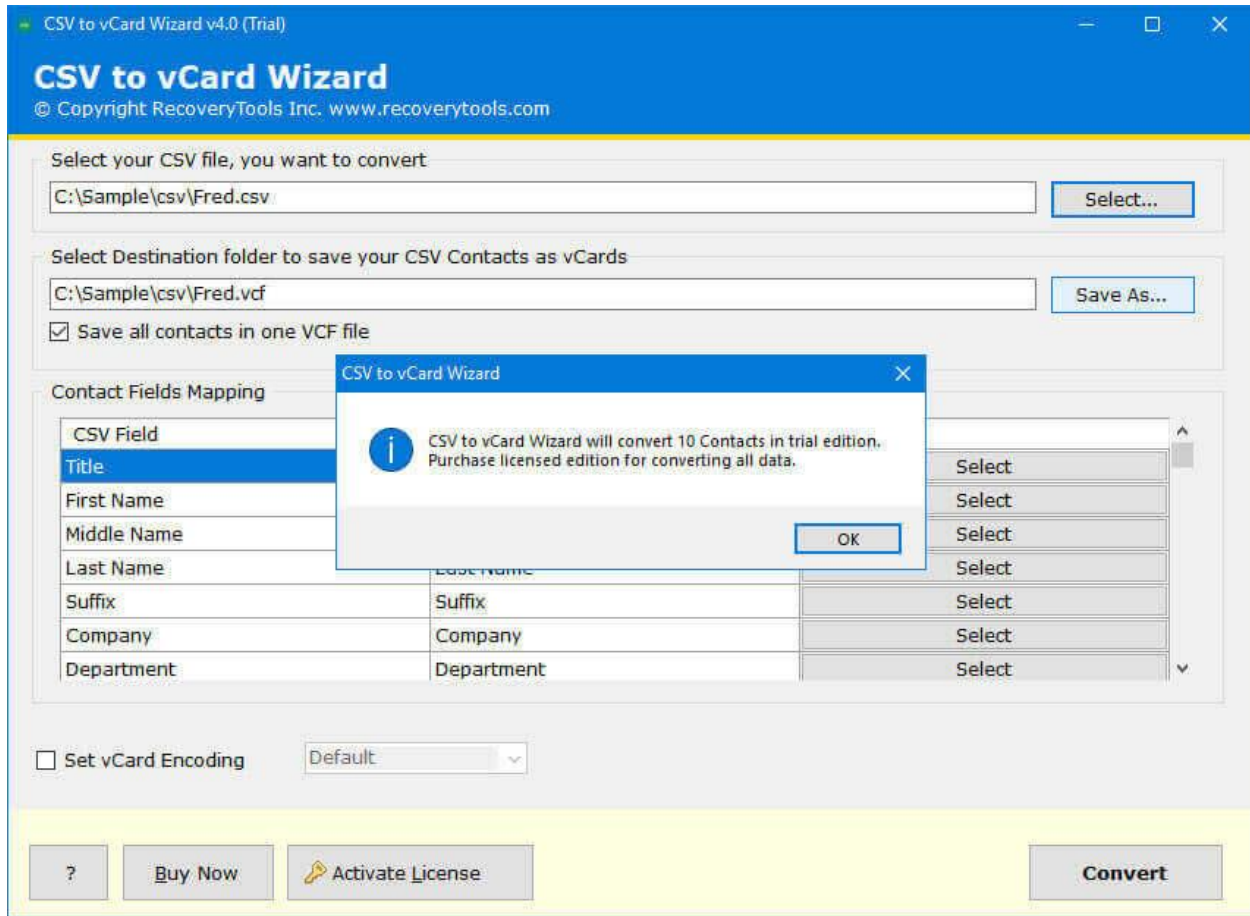 CSV to vCard Wizard v4.0 (Trial)
CSV to vCard Wizard
© Copyright RecoveryTools Inc. www.recoverytools.com
Select your CSV file, you want to convert
C:\Sample\csv\Fred.csv
Select...
Select Destination folder to save your CSV Contacts as vCards
C:\Sample\csv\Fred.vcf
Save As...
Save all contacts in one VCF file
Contact Fields Mapping
CSV to vCard Wizard
CSV to vCard Wizard will convert 10 Contacts in trial edition.
Purchase licensed edition for converting all data.
OK
CSV Field
Title Select
First Name Select
Middle Name Select
Last Name Last Name Select
Suffix Suffix Select
Company Company Select
Department Department Select
Set vCard Encoding Default
? Buy Now Activate License Convert